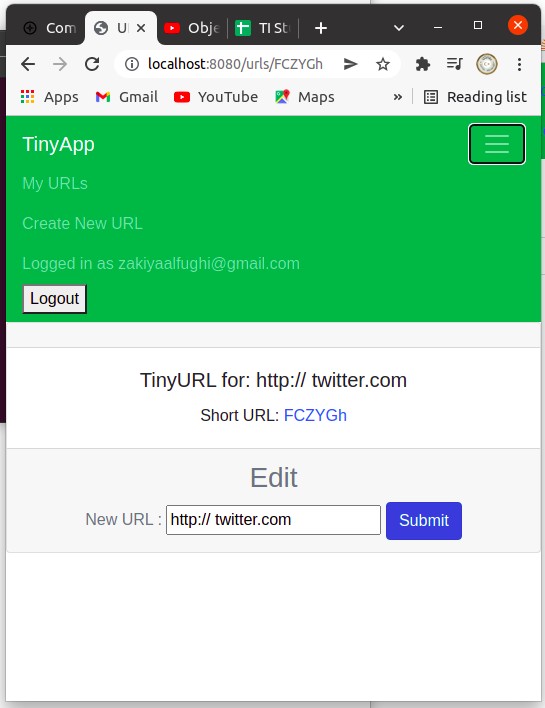 Com
U
Obje
TI St
localhost:8080/urls/FCZYGh
Apps
Gmail
YouTube
Maps
»
Reading list
TinyApp
My URLs
Create New URL
Logged in as zakiyaalfughi@gmail.com
Logout
TinyURL for: http:// twitter.com
Short URL: FCZYGh
Edit
New URL : http:// twitter.com Submit